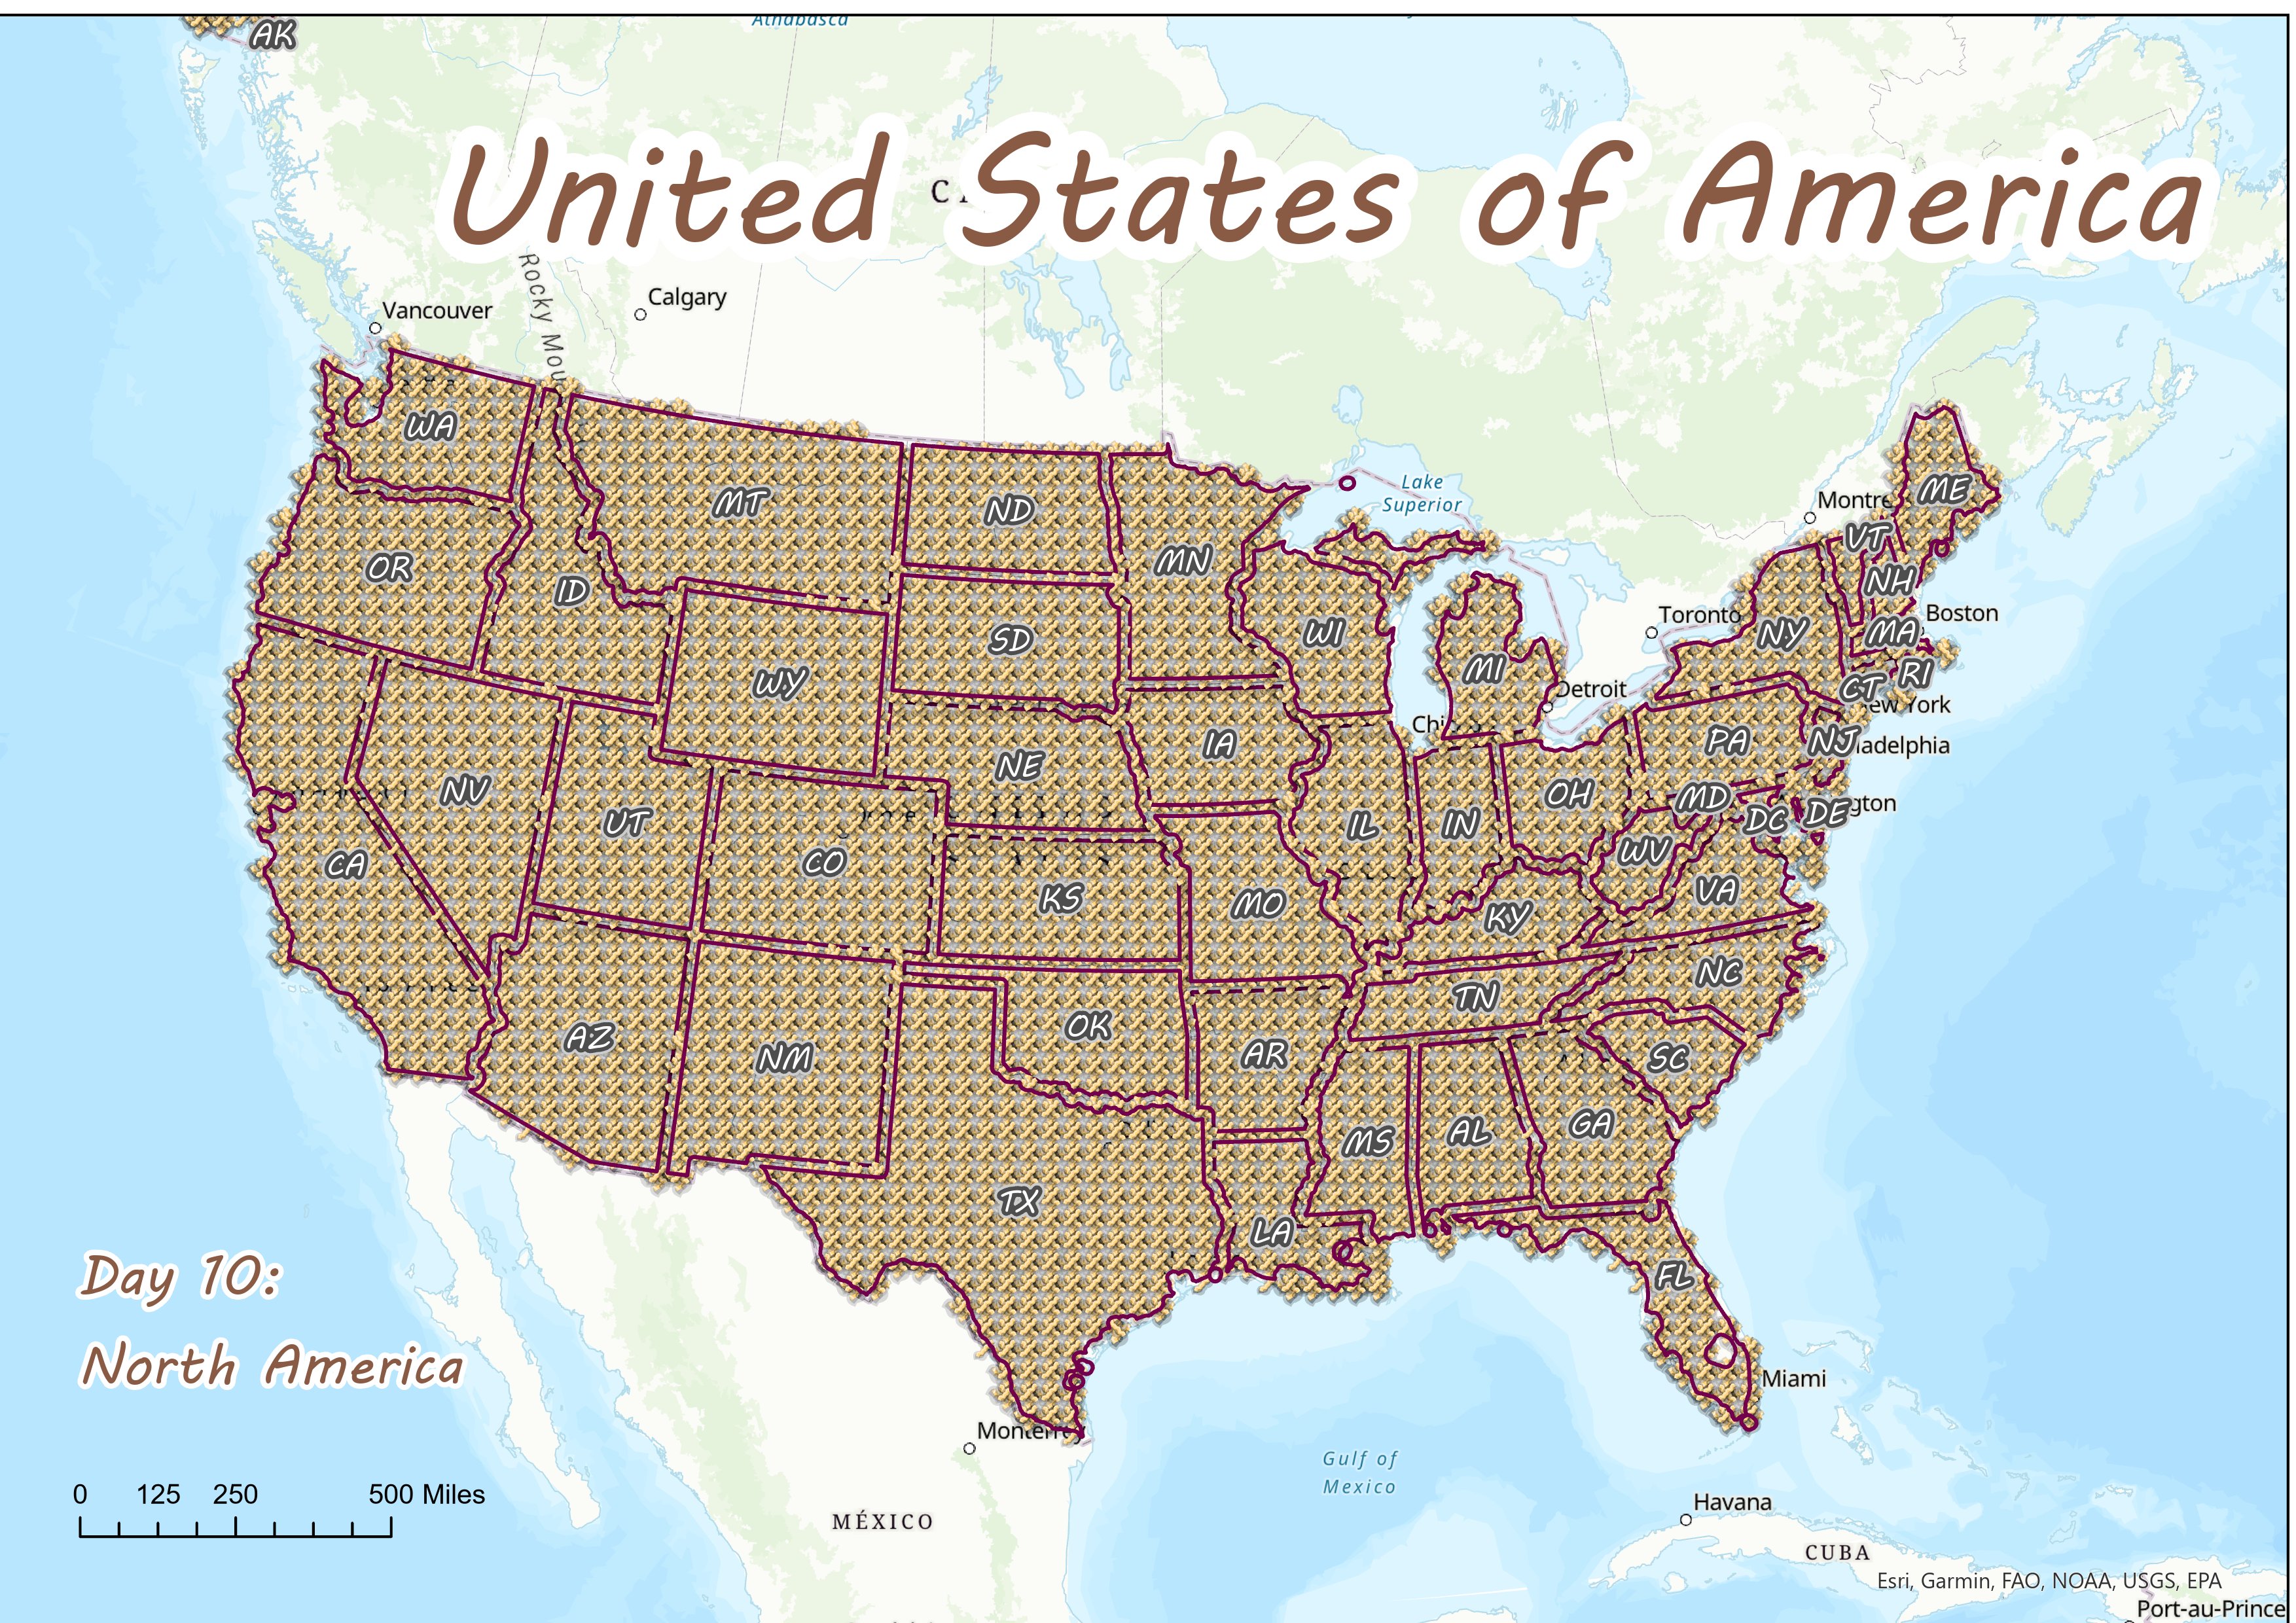 AK
Athabasca
United States of America
Rocky Mou
Calgary
Vancouver
WA
MT
ND
MN
Lake
Superior
ME
Montre
VT
OR
ID
SD
WI
MI
NH
Toronto
NY
MA
Boston
RI
CT
WY
Detroit
ew York
NE
IA
PA
NJ
adelphia
NV
UT
CO
IL
IN
OH
MD
DC
DE
gton
CA
KS
MO
WV
VA
KY
NC
TN
AZ
NM
OK
AR
SC
MS
AL
GA
TX
LA
FL
Day 10:
North America
Miami
Monterrey
Gulf of
Mexico
0 125 250 500 Miles
MÉXICO
Havana
CUBA
Esri, Garmin, FAO, NOAA, USGS, EPA
Port-au-Prince